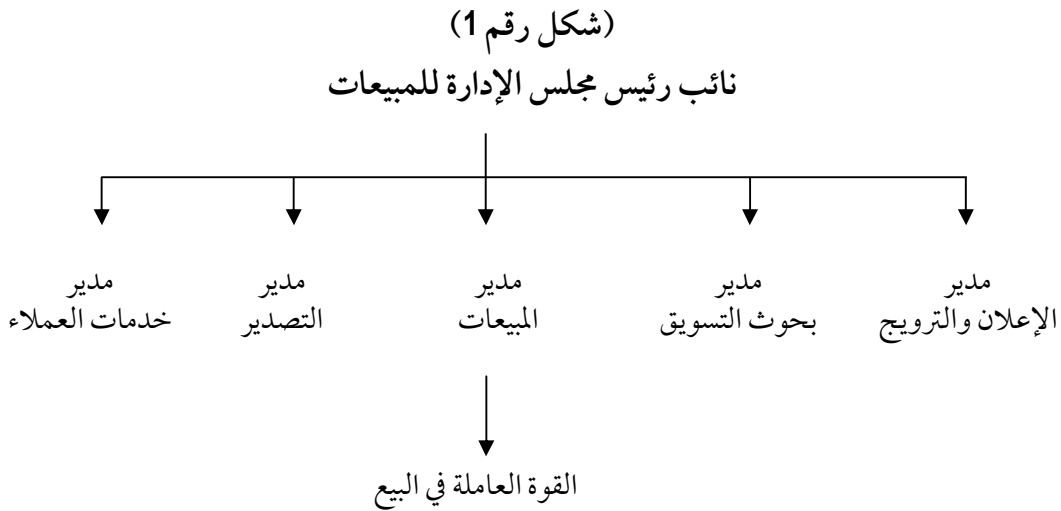 (شكل رقم 1)
نائب رئيس مجلس الإدارة للمبيعات
مدير
الإعلان والترويج
مدير
بحوث التسويق
مدير
المبيعات
مدير
التصدير
مدير
خدمات العملاء
القوة العاملة في البيع